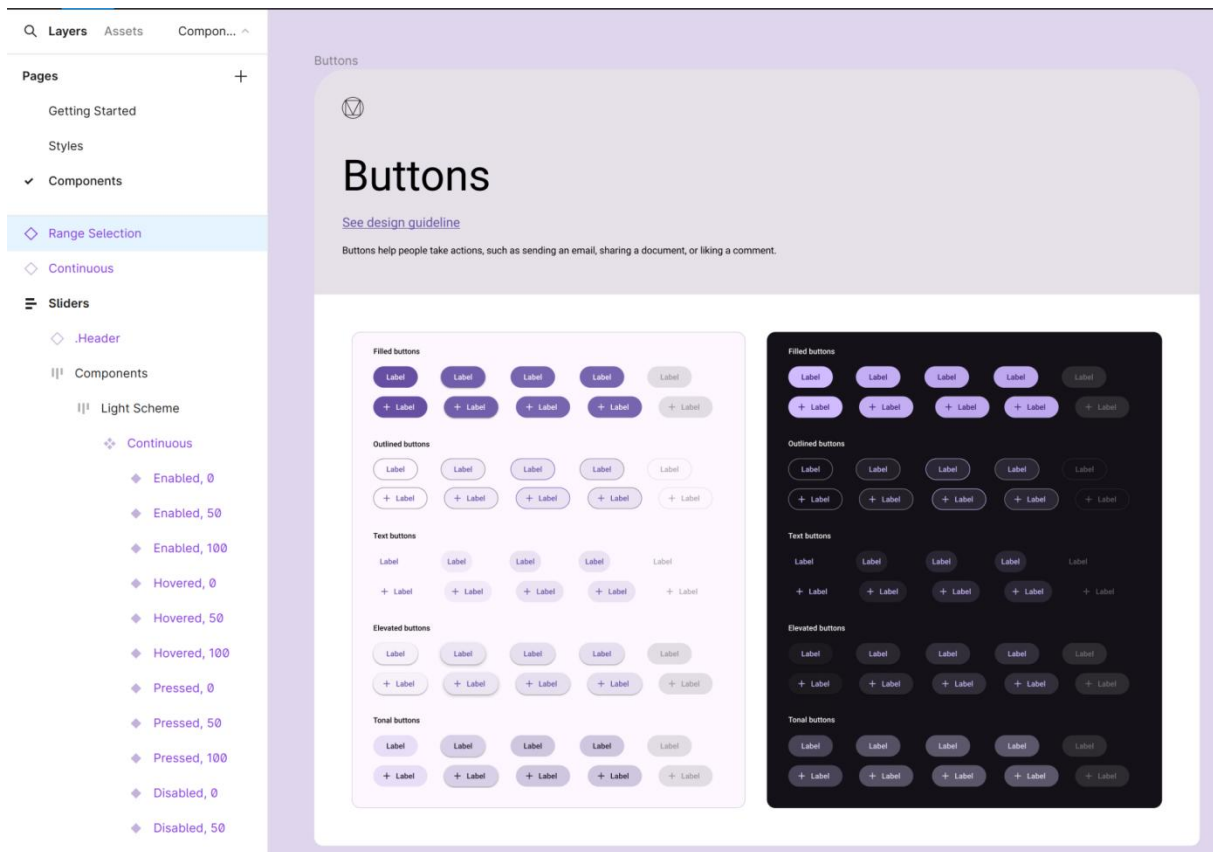 Layers Assets Compon...
Pages
Getting Started
Styles
Components
Range Selection
Continuous
Sliders
.Header
Components
Light Scheme
Continuous
Enabled, 0
Enabled, 50
Enabled, 100
Hovered, 0
Hovered, 50
Hovered, 100
Pressed, 0
Pressed, 50
Pressed, 100
Disabled, 0
Disabled, 50
Buttons
Buttons
See design guideline
Buttons help people take actions, such as sending an email, sharing a document, or liking a comment.
Filled buttons
Label Label Label Label Label
+ Label + Label + Label + Label + Label
Outlined buttons
Label Label Label Label Label
+ Label + Label + Label + Label + Label
Text buttons
Label Label Label Label Label
+ Label + Label + Label + Label + Label
Elevated buttons
Label Label Label Label Label
+ Label + Label + Label + Label + Label
Tonal buttons
Label Label Label Label Label
+ Label + Label + Label + Label + Label
Filled buttons
Label Label Label Label Label
+ Label + Label + Label + Label + Label
Outlined buttons
Label Label Label Label Label
+ Label + Label + Label + Label + Label
Text buttons
Label Label Label Label Label
+ Label + Label + Label + Label + Label
Elevated buttons
Label Label Label Label Label
+ Label + Label + Label + Label + Label
Tonal buttons
Label Label Label Label Label
+ Label + Label + Label + Label + Label